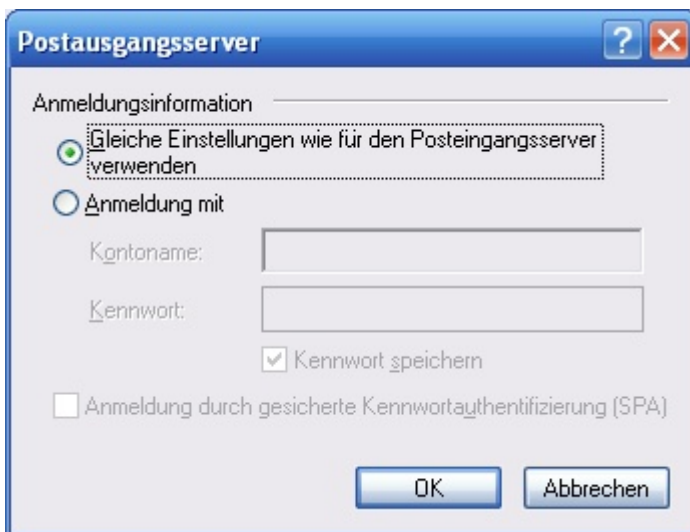 Postausgangsserver
Anmeldungsinformation
Gleiche Einstellungen wie für den Posteingangsserver
verwenden
Anmeldung mit
Kontoname:
Kennwort:
Kennwort speichern
Anmeldung durch gesicherte Kennwortauthentifizierung (SPA)
OK
Abbrechen